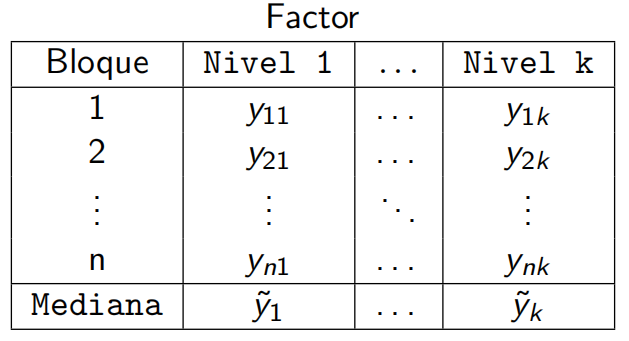 Factor
Bloque Nivel 1 ... Nivel k
1 y₁₁ ... y₁ₖ
2 y₂₁ ... y₂ₖ
⋮ ⋮ ⋱ ⋮
n yₙ₁ ... yₙₖ
Mediana ỹ₁ ... ỹₖ